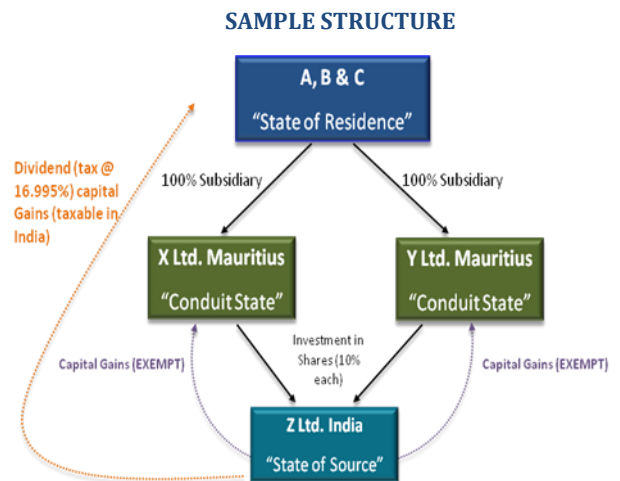 SAMPLE STRUCTURE
A, B & C
"State of Residence"
Dividend (tax @
16.995%) capital
Gains (taxable in
India)
100% Subsidiary
100% Subsidiary
X Ltd. Mauritius
"Conduit State"
Y Ltd. Mauritius
"Conduit State"
Capital Gains (EXEMPT)
Investment in
Shares (10%
each)
Capital Gains (EXEMPT)
Z Ltd. India
"State of Source"